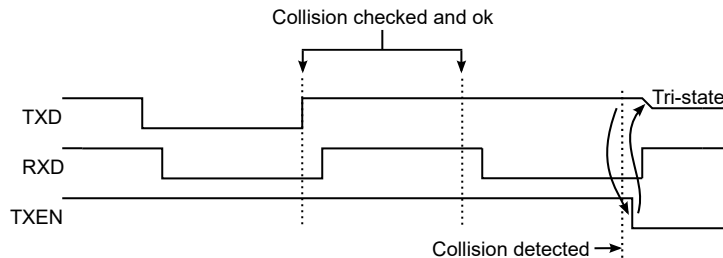 Collision checked and ok
Tri-state
TXD
RXD
TXEN
Collision detected